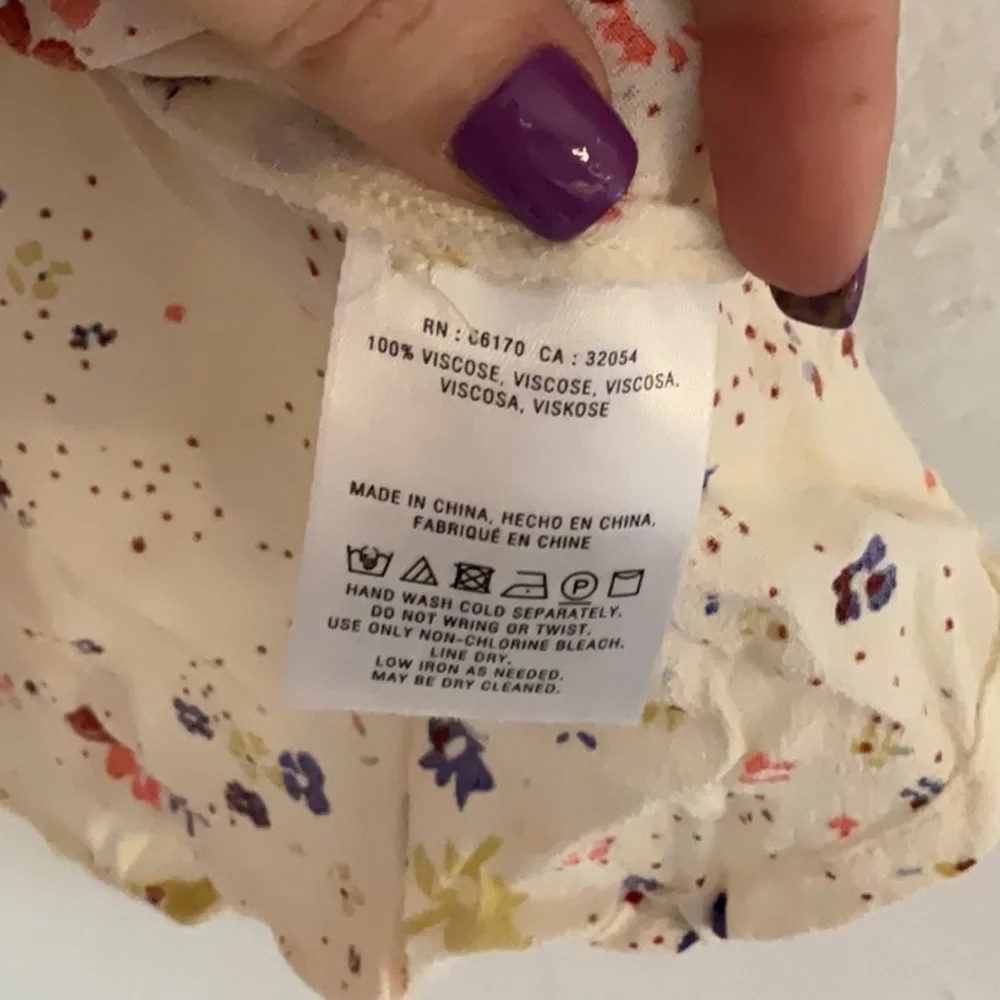 RN : 66170 CA : 32054
100% VISCOSE, VISCOSE, VISCOSA.
VISCOSA, VISKOSE
MADE IN CHINA, HECHO EN CHINA.
FABRIQUÉ EN CHINE
P
HAND WASH COLD SEPARATELY.
DO NOT WRING OR TWIST.
USE ONLY NON-CHLORINE BLEACH.
LINE DRY.
LOW IRON AS NEEDED.
MAY BE DRY CLEANED.